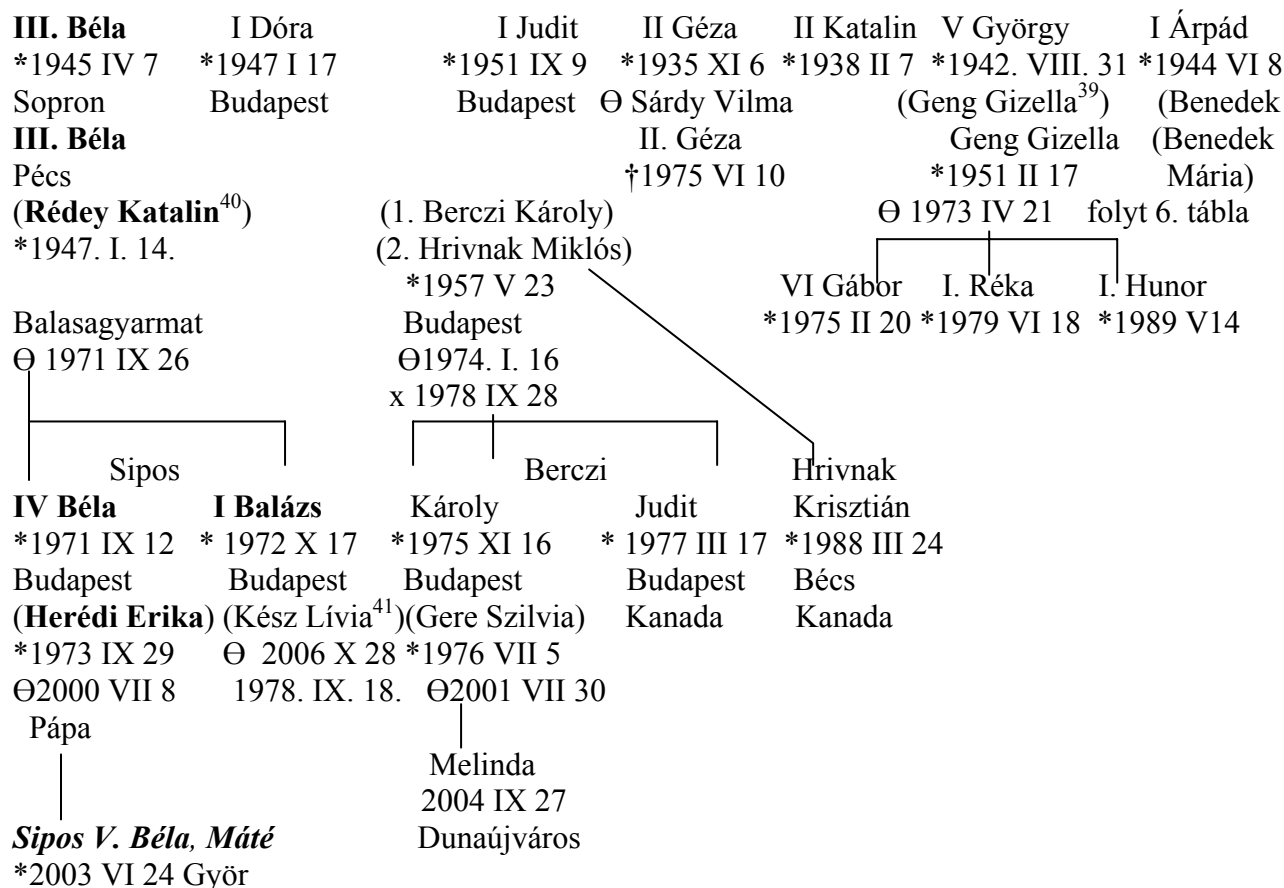 III. Béla I Dóra I Judit II Géza II Katalin V György I Árpád
*1945 IV 7 *1947 I 17 *1951 IX 9 *1935 XI 6 *1938 II 7 *1942. VIII. 31 *1944 VI 8
Sopron Budapest Budapest Ɵ Sárdy Vilma (Geng Gizella39) (Benedek
III. Béla II. Géza Geng Gizella (Benedek
Pécs †1975 VI 10 *1951 II 17 Mária)
(Rédey Katalin40) (1. Berczi Károly) Ɵ 1973 IV 21 folyt 6. tábla
*1947. I. 14. (2. Hrivnak Miklós)
*1957 V 23 VI Gábor I. Réka I. Hunor
Balasagyarmat Budapest *1975 II 20 *1979 VI 18 *1989 V14
Ɵ 1971 IX 26 Ɵ1974. I. 16
x 1978 IX 28
Sipos Berczi Hrivnak
IV Béla I Balázs Károly Judit Krisztián
*1971 IX 12 * 1972 X 17 *1975 XI 16 * 1977 III 17 *1988 III 24
Budapest Budapest Budapest Budapest Bécs
(Herédi Erika) (Kész Lívia41)(Gere Szilvia) Kanada Kanada
*1973 IX 29 Ɵ 2006 X 28 *1976 VII 5
Ɵ2000 VII 8 1978. IX. 18. Ɵ2001 VII 30
Pápa
Melinda
2004 IX 27
Sipos V. Béla, Máté Dunaújváros
*2003 VI 24 Györ